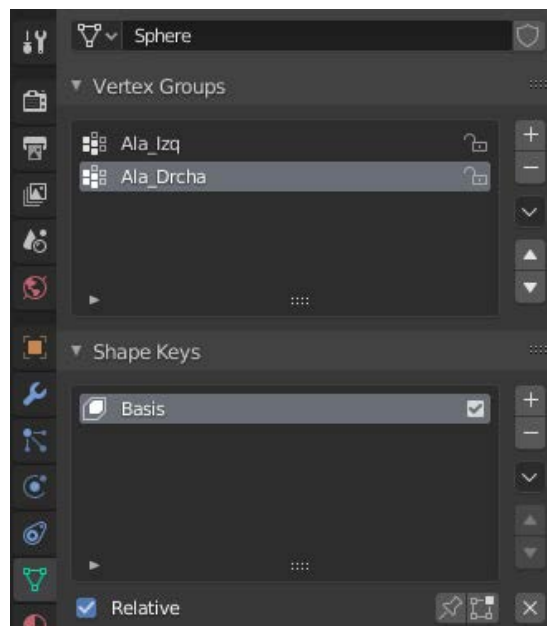 Sphere
Vertex Groups
Ala_Izq
Ala_Drcha
Shape Keys
Basis
Relative